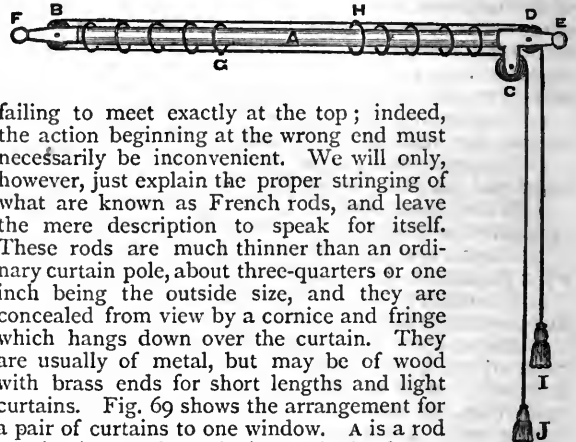 F B H D E
A
G
C
failing to meet exactly at the top ; indeed,
the action beginning at the wrong end must
necessarily be inconvenient. We will only,
however, just explain the proper stringing of
what are known as French rods, and leave
the mere description to speak for itself.
These rods are much thinner than an ordi-
nary curtain pole, about three-quarters or one
inch being the outside size, and they are
concealed from view by a cornice and fringe
which hangs down over the curtain. They
are usually of metal, but may be of wood
with brass ends for short lengths and light
curtains. Fig. 69 shows the arrangement for
a pair of curtains to one window. A is a rod
I
J